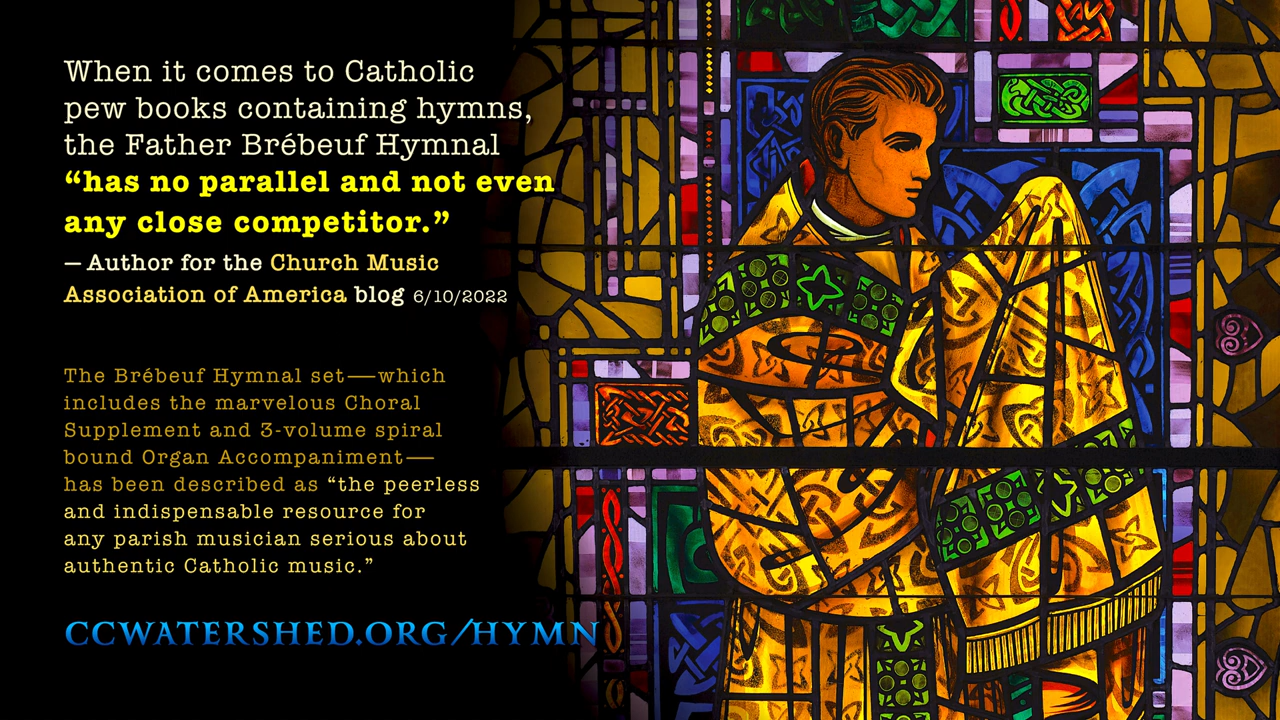 When it comes to Catholic
pew books containing hymns,
the Father Brébeuf Hymnal
“has no parallel and not even
any close competitor.”
— Author for the Church Music
Association of America blog 6/10/2022
The Brébeuf Hymnal set—which
includes the marvelous Choral
Supplement and 3-volume spiral
bound Organ Accompaniment—
has been described as “the peerless
and indispensable resource for
any parish musician serious about
authentic Catholic music.”
CCWATERSHED.ORG/HYMN